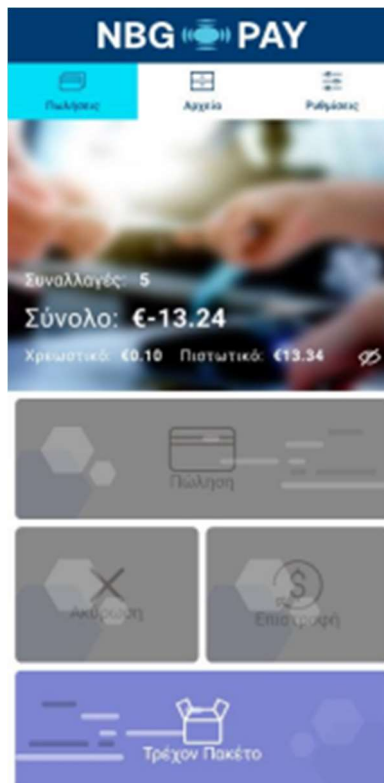 NBG PAY
Πωλήσεις Αρχείο Ρυθμίσεις
Συναλλαγές: 5
Σύνολο: €-13.24
Χρεωστικό: €0.10 Πιστωτικό: €13.34
Πώληση
Ακύρωση Επιστροφή
Τρέχον Πακέτο